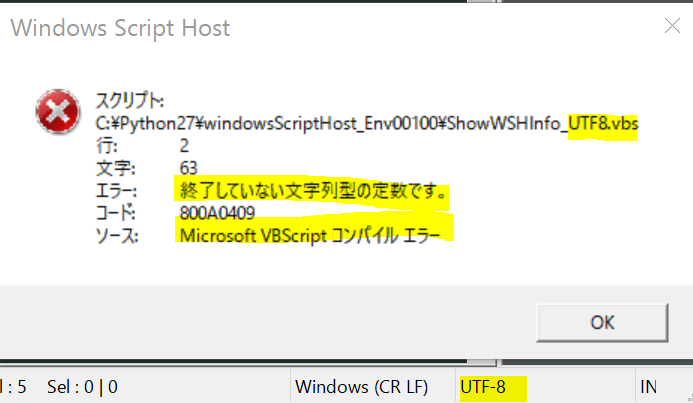 Windows Script Host
スクリプト:
C:¥Python27¥windowsScriptHost_Env00100¥ShowWSHInfo_UTF8.vbs
行: 2
文字: 63
エラー: 終了していない文字列型の定数です。
コード: 800A0409
ソース: Microsoft VBScript コンパイル エラー
OK
l : 5 Sel : 0 | 0 Windows (CR LF) UTF-8 IN